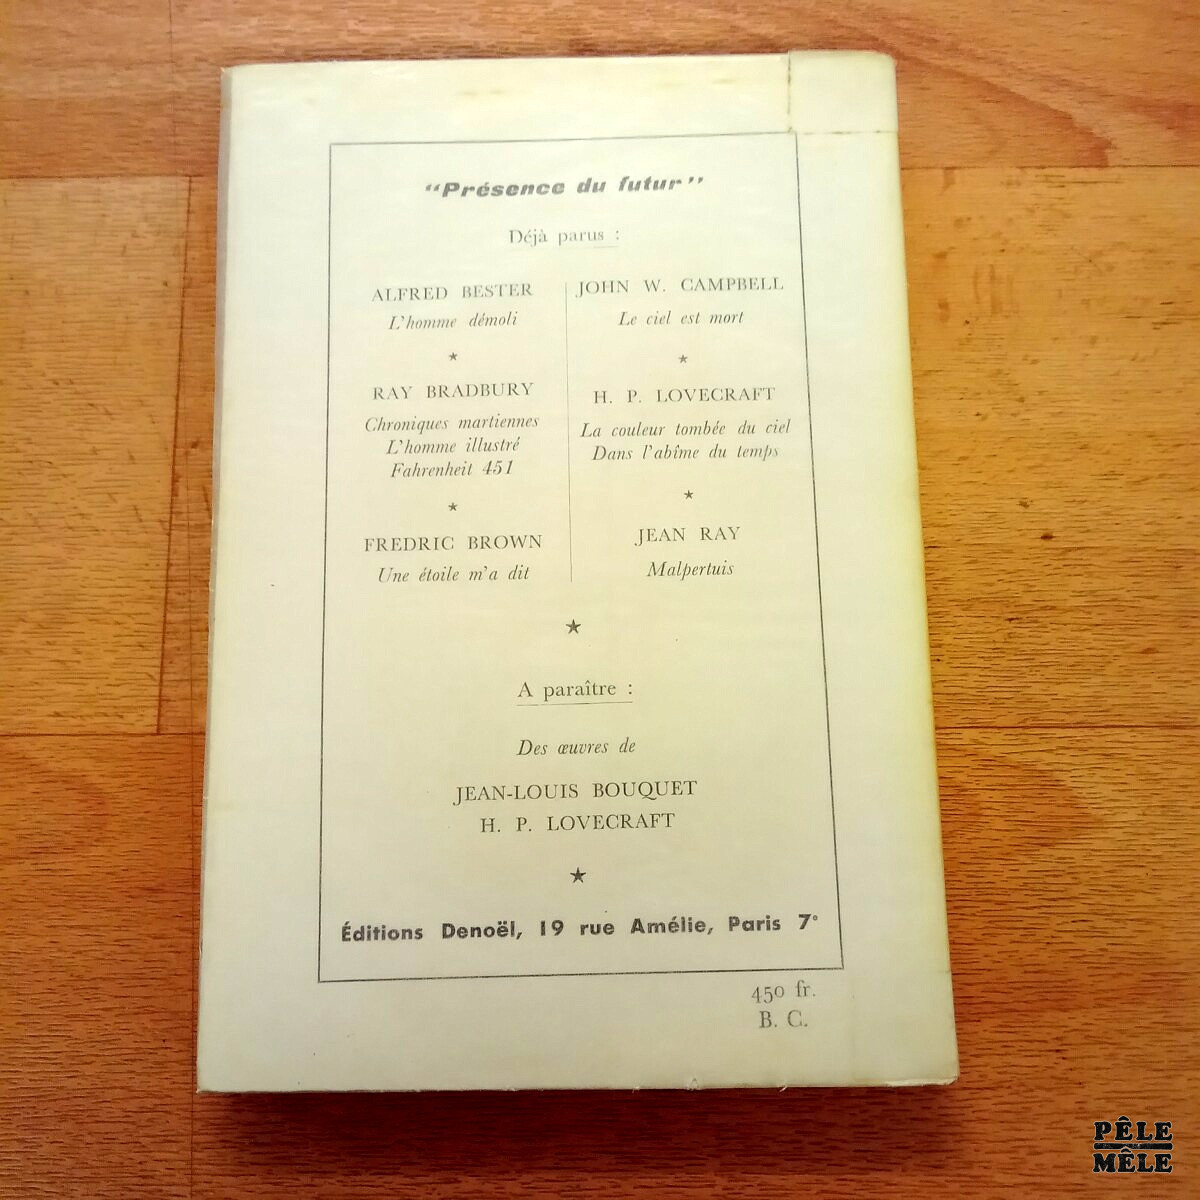 "Présence du futur"
Déjà parus :
ALFRED BESTER
L'homme démoli
★
RAY BRADBURY
Chroniques martiennes
L'homme illustré
Fahrenheit 451
★
FREDRIC BROWN
Une étoile m'a dit
JOHN W. CAMPBELL
Le ciel est mort
★
H. P. LOVECRAFT
La couleur tombée du ciel
Dans l'abîme du temps
★
JEAN RAY
Malpertuis
★
A paraître :
Des œuvres de
JEAN-LOUIS BOUQUET
H. P. LOVECRAFT
★
Éditions Denoël, 19 rue Amélie, Paris 7°
450 fr.
B. C.
PÊLE
MÊLE